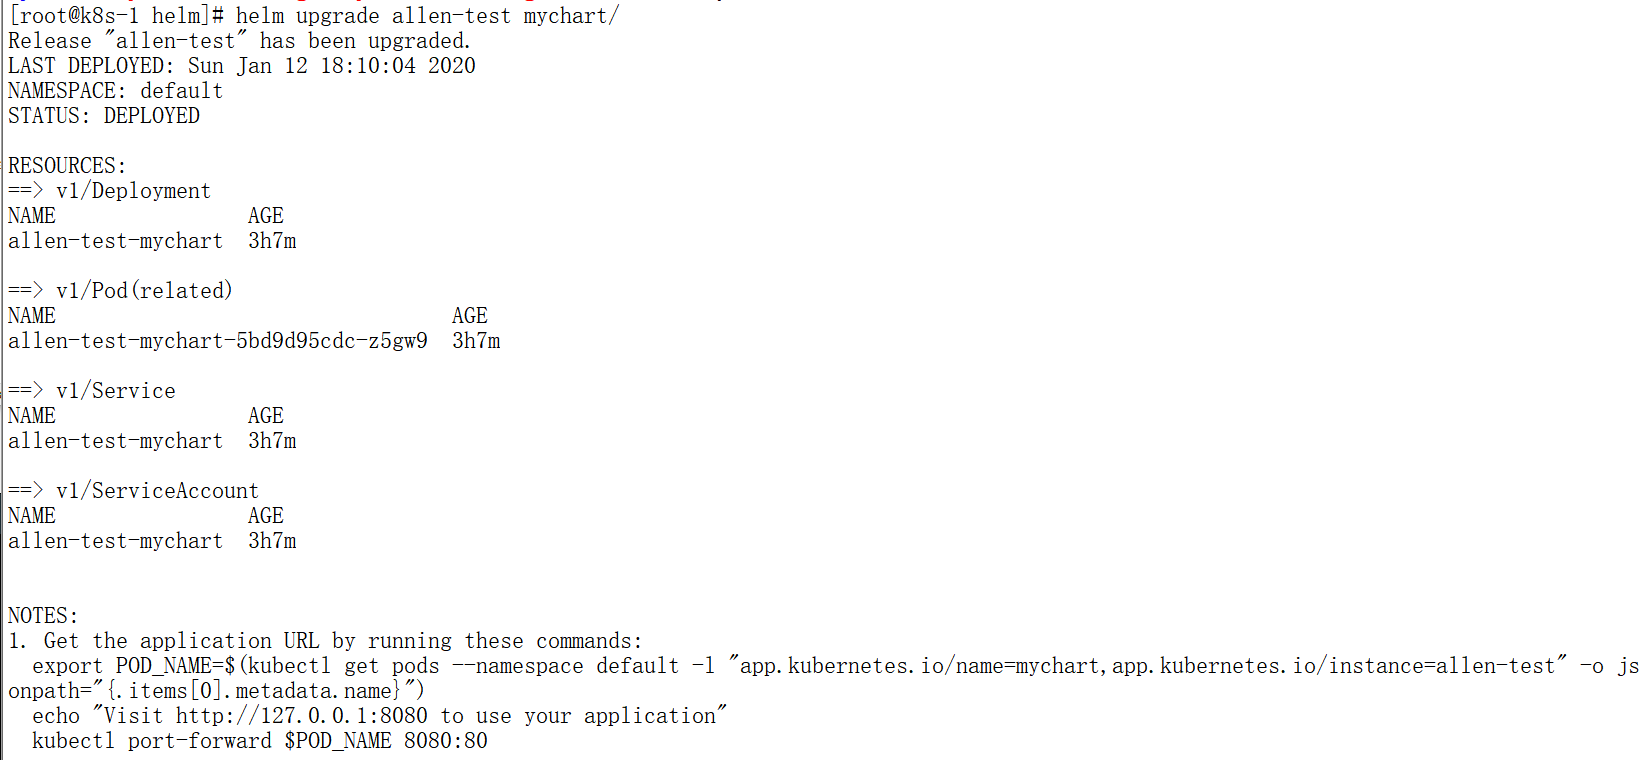 [root@k8s-1 helm]# helm upgrade allen-test mychart/
Release "allen-test" has been upgraded.
LAST DEPLOYED: Sun Jan 12 18:10:04 2020
NAMESPACE: default
STATUS: DEPLOYED
RESOURCES:
==> v1/Deployment
NAME                AGE
allen-test-mychart  3h7m
==> v1/Pod(related)
NAME                                 AGE
allen-test-mychart-5bd9d95cdc-z5gw9  3h7m
==> v1/Service
NAME                AGE
allen-test-mychart  3h7m
==> v1/ServiceAccount
NAME                AGE
allen-test-mychart  3h7m
NOTES:
1. Get the application URL by running these commands:
  export POD_NAME=$(kubectl get pods --namespace default -l "app.kubernetes.io/name=mychart,app.kubernetes.io/instance=allen-test" -o js
onpath="{.items[0].metadata.name}")
  echo "Visit http://127.0.0.1:8080 to use your application"
  kubectl port-forward $POD_NAME 8080:80